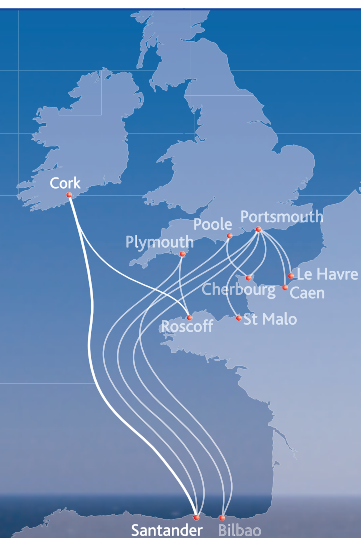 Cork
Poole
Portsmouth
Plymouth
Cherbourg
Le Havre
Caen
Roscoff
St Malo
Santander
Bilbao